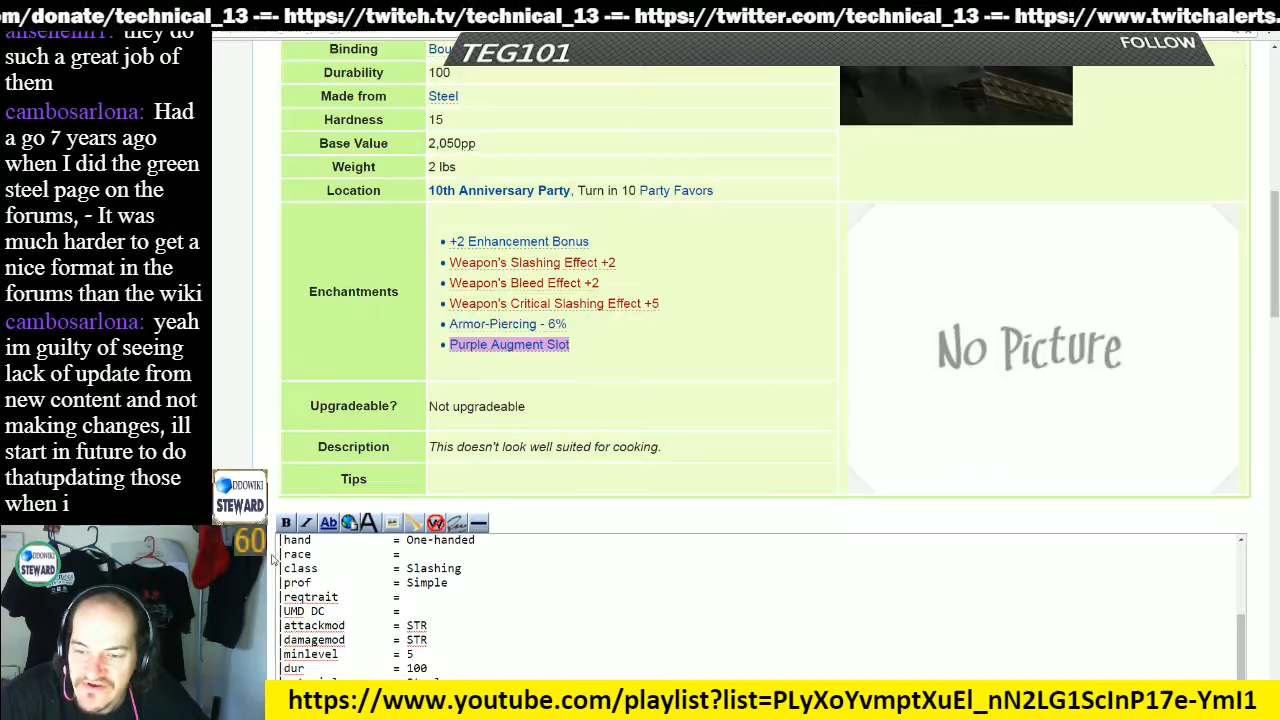 om/donate/technical_13 -=- https://twitch.tv/technical_13 -=- https://twitter.com/technical_13 -=- https://www.twitchalerts.
they do
such a great job of
them
cambosarlona: Had
a go 7 years ago
when I did the green
steel page on the
forums, - It was
much harder to get a
nice format in the
forums than the wiki
cambosarlona: yeah
im guilty of seeing
lack of update from
new content and not
making changes, ill
start in future to do
thatupdating those
when i
TEG101
FOLLOW
Binding Bou
Durability 100
Made from Steel
Hardness 15
Base Value 2,050pp
Weight 2 lbs
Location 10th Anniversary Party, Turn in 10 Party Favors
Enchantments
+2 Enhancement Bonus
Weapon's Slashing Effect +2
Weapon's Bleed Effect +2
Weapon's Critical Slashing Effect +5
Armor-Piercing - 6%
Purple Augment Slot
No Picture
Upgradeable? Not upgradeable
Description This doesn't look well suited for cooking.
Tips
DDOWIKI
STEWARD
60
DDOWIKI
STEWARD
B I Ab A W
|hand = One-handed
|race =
|class = Slashing
|prof = Simple
|reqtrait =
|UMD DC =
|attackmod = STR
|damagemod = STR
|minlevel = 5
|dur = 100
https://www.youtube.com/playlist?list=PLyXoYvmptXuEl_nN2LG1ScInP17e-YmI1